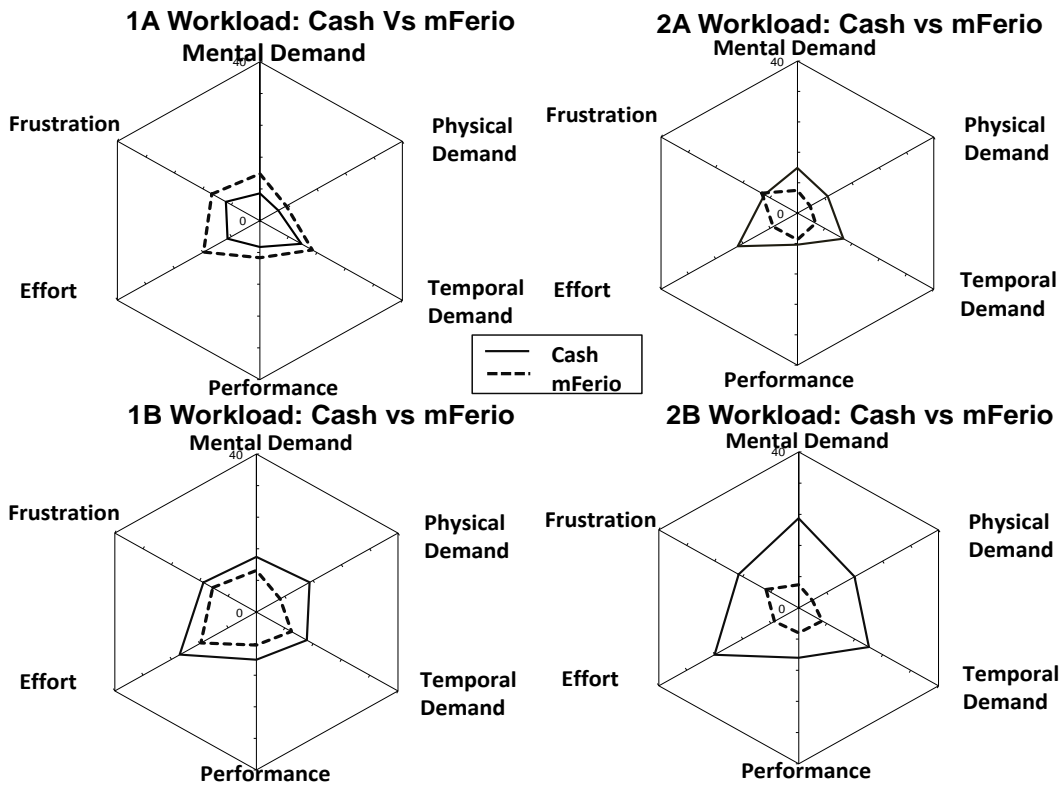 1A Workload: Cash Vs mFerio
Mental Demand
40
Frustration
Physical
Demand
0
Effort
Temporal
Demand
Performance
2A Workload: Cash vs mFerio
Mental Demand
40
Frustration
Physical
Demand
0
Effort
Temporal
Demand
Performance
Cash
mFerio
1B Workload: Cash vs mFerio
Mental Demand
40
Frustration
Physical
Demand
0
Effort
Temporal
Demand
Performance
2B Workload: Cash vs mFerio
Mental Demand
40
Frustration
Physical
Demand
0
Effort
Temporal
Demand
Performance